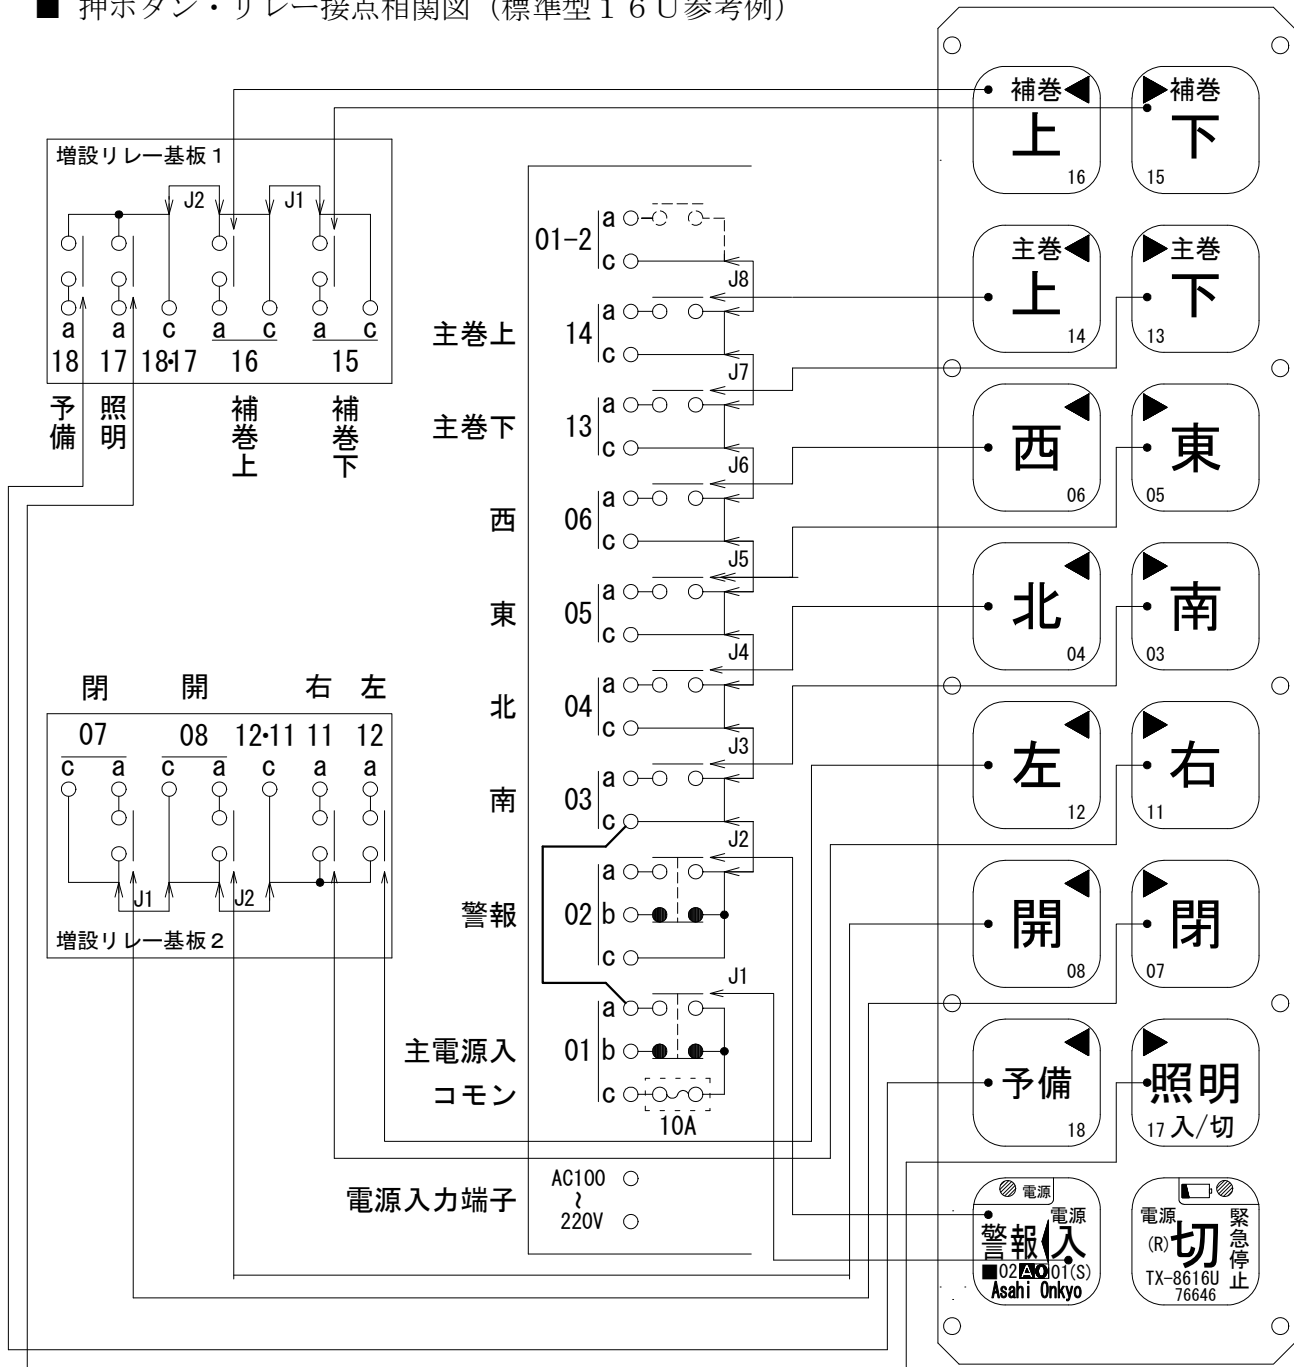 ■ 押ボタン・リレー接点相関図（標準型１６Ｕ参考例）
増設リレー基板１
J2
J1
a a c a c a c
18 17 18・17 16 15
予備
照明
補巻上
補巻下
01-2
a
c
J8
主巻上
14
a
c
J7
主巻下
13
a
c
J6
西
06
a
c
J5
東
05
a
c
J4
北
04
a
c
J3
南
03
a
c
J2
警報
02
a
b
c
J1
主電源入
01
a
b
コモン
c
10A
電源入力端子
AC100
～
220V
閉 開 右 左
07 08 12・11 11 12
c a c a c a a
J1
J2
増設リレー基板２
補巻◀
上
16
▶補巻
下
15
主巻◀
上
14
▶主巻
下
13
◀
西
06
▶
東
05
◀
北
04
▶
南
03
◀
左
12
▶
右
11
◀
開
08
▶
閉
07
◀
予備
18
▶
照明
17 入/切
電源
電源
警報◀入
■02AO01(S)
Asahi Onkyo
電源
(R)切
緊急停止
TX-8616U
76646